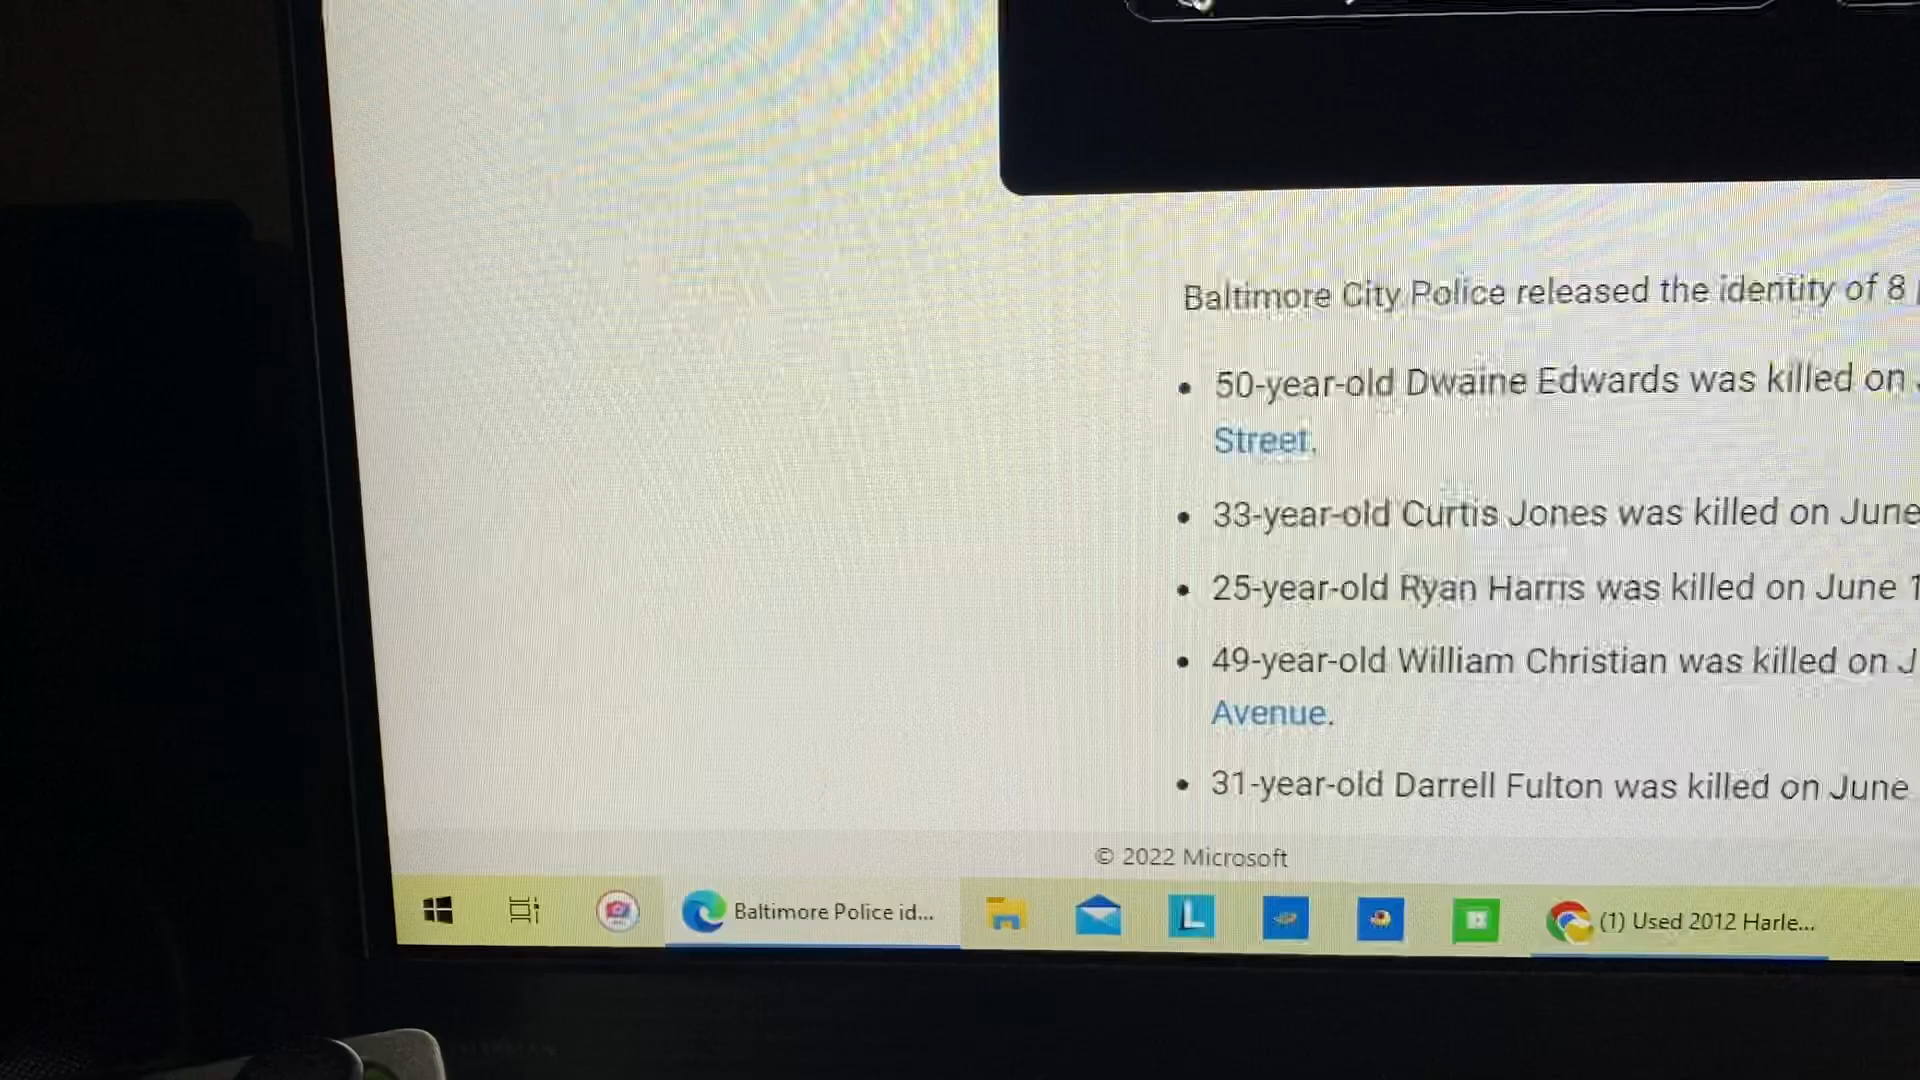 Baltimore City Police released the identity of 8
50-year-old Dwaine Edwards was killed on
Street.
33-year-old Curtis Jones was killed on June
25-year-old Ryan Harris was killed on June 1
49-year-old William Christian was killed on J
Avenue.
31-year-old Darrell Fulton was killed on June
© 2022 Microsoft
Baltimore Police id...
L
(1) Used 2012 Harle...